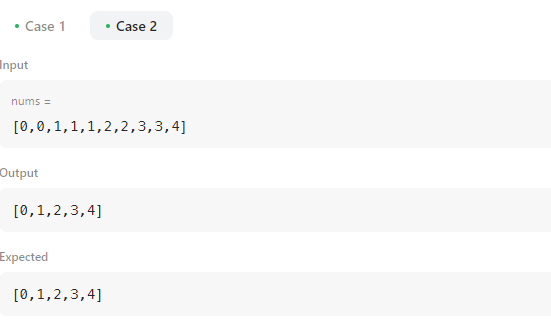 Case 1 Case 2
Input
nums =
[0,0,1,1,1,2,2,3,3,4]
Output
[0,1,2,3,4]
Expected
[0,1,2,3,4]